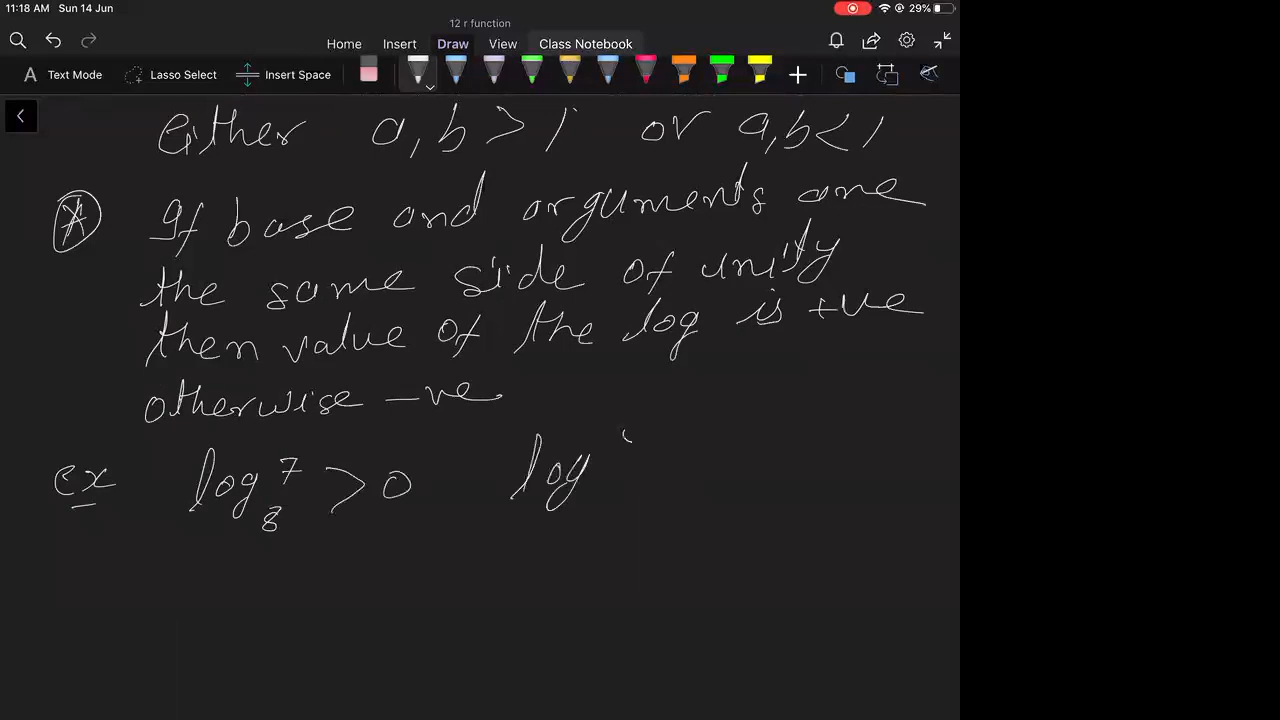 11:18 AM Sun 14 Jun
29%
12 r function
Home Insert Draw View Class Notebook
Text Mode Lasso Select Insert Space
Either a, b > 1 or a, b < 1
If base and arguments are
the same side of unity
then value of the log is +ve
otherwise -ve
ex log₈ 7 > 0 log